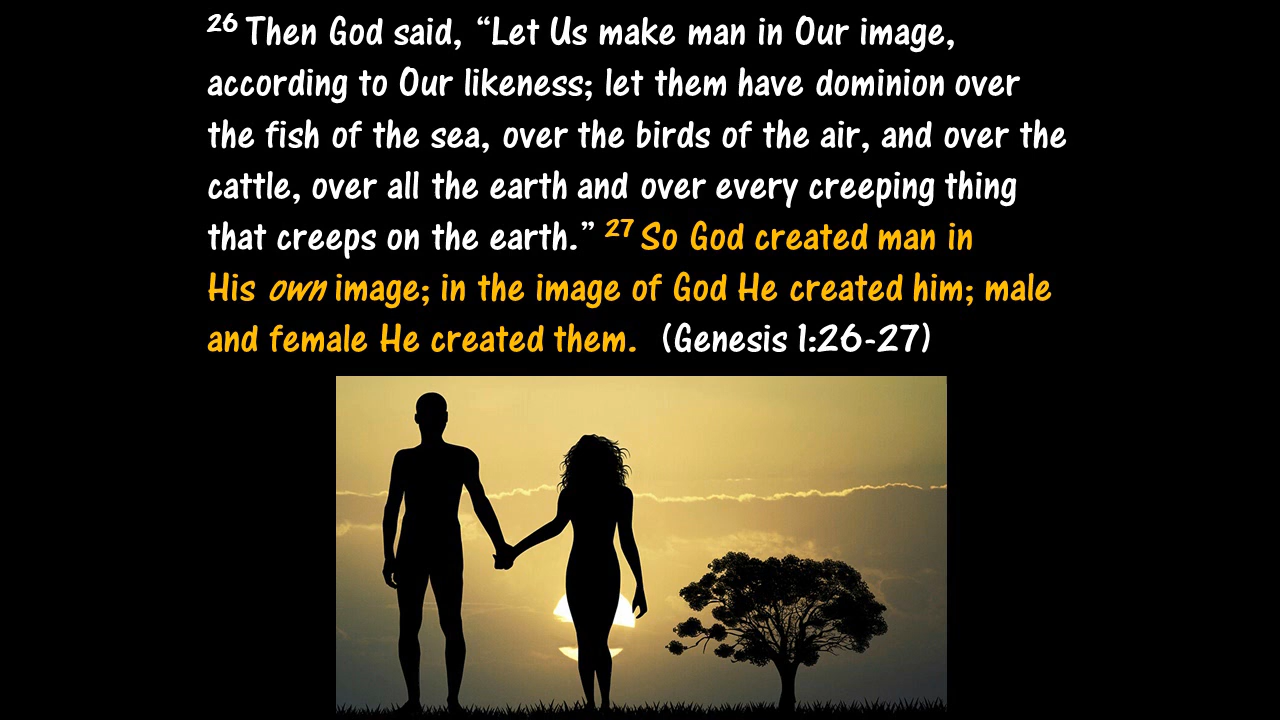 26 Then God said, “Let Us make man in Our image,
according to Our likeness; let them have dominion over
the fish of the sea, over the birds of the air, and over the
cattle, over all the earth and over every creeping thing
that creeps on the earth.” 27 So God created man in
His own image; in the image of God He created him; male
and female He created them. (Genesis 1:26-27)